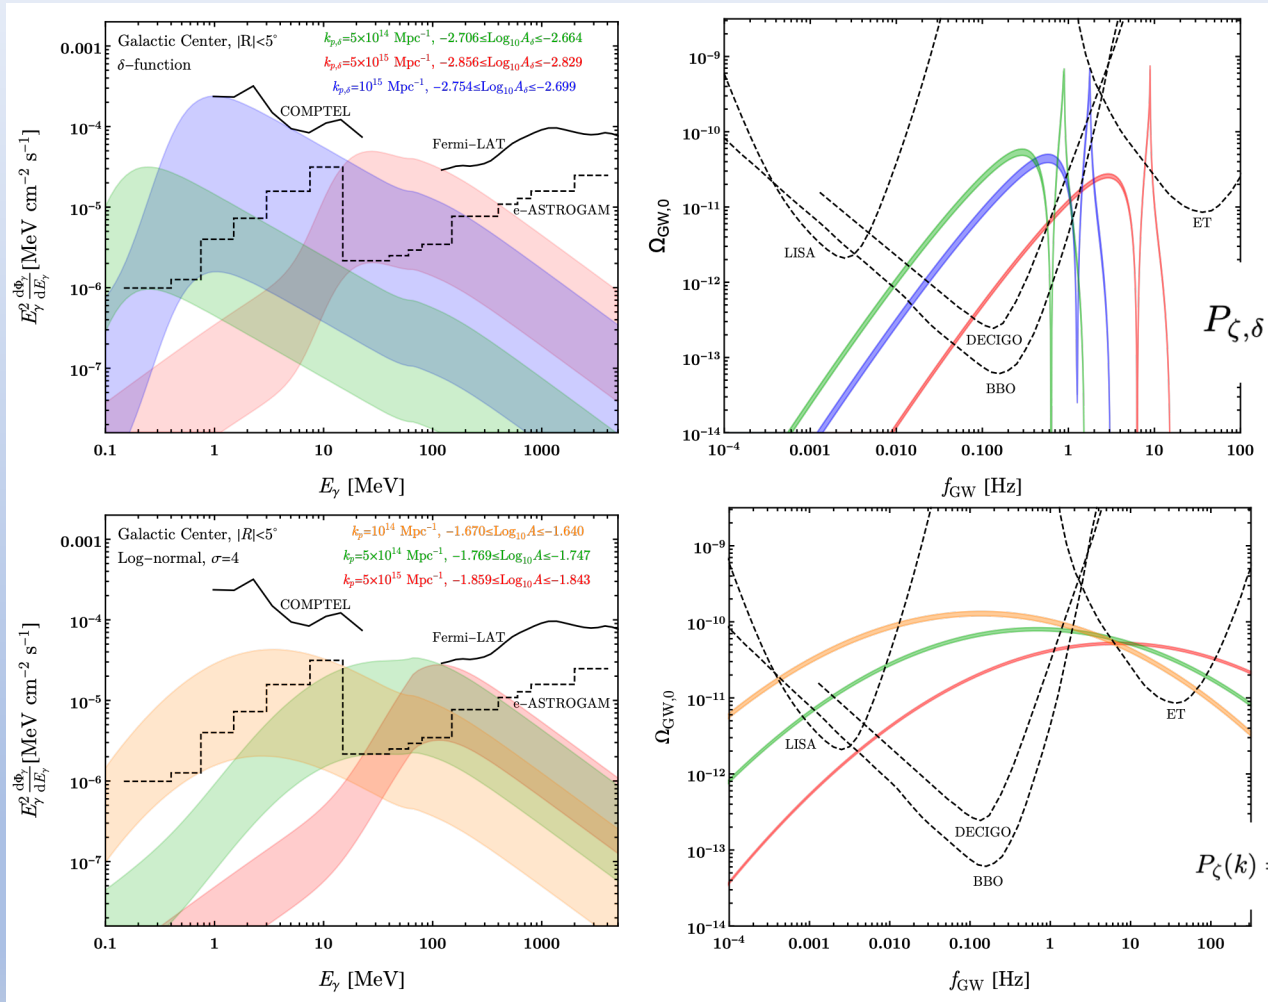 Galactic Center, |R|<5°
δ−function
k_{p,δ}=5×10^{14} Mpc^{−1}, −2.706≤Log_{10}A_δ≤−2.664
k_{p,δ}=5×10^{15} Mpc^{−1}, −2.856≤Log_{10}A_δ≤−2.829
k_{p,δ}=10^{15} Mpc^{−1}, −2.754≤Log_{10}A_δ≤−2.699
COMPTEL
Fermi−LAT
e−ASTROGAM
0.001
10^{−4}
10^{−5}
10^{−6}
10^{−7}
E_γ^2 dΦ_γ/dE_γ [MeV cm^{−2} s^{−1}]
0.1 1 10 100 1000
E_γ [MeV]
10^{−9}
10^{−10}
10^{−11}
10^{−12}
10^{−13}
10^{−14}
Ω_{GW,0}
LISA
DECIGO
BBO
ET
10^{−4} 0.001 0.010 0.100 1 10 100
f_{GW} [Hz]
P_{ζ,δ}
Galactic Center, |R|<5°
Log−normal, σ=4
k_p=10^{14} Mpc^{−1}, −1.670≤Log_{10}A≤−1.640
k_p=5×10^{14} Mpc^{−1}, −1.769≤Log_{10}A≤−1.747
k_p=5×10^{15} Mpc^{−1}, −1.859≤Log_{10}A≤−1.843
COMPTEL
Fermi−LAT
e−ASTROGAM
0.001
10^{−4}
10^{−5}
10^{−6}
10^{−7}
E_γ^2 dΦ_γ/dE_γ [MeV cm^{−2} s^{−1}]
0.1 1 10 100 1000
E_γ [MeV]
10^{−9}
10^{−10}
10^{−11}
10^{−12}
10^{−13}
10^{−14}
Ω_{GW,0}
LISA
DECIGO
BBO
ET
10^{−4} 0.001 0.010 0.100 1 10 100
f_{GW} [Hz]
P_ζ(k) =